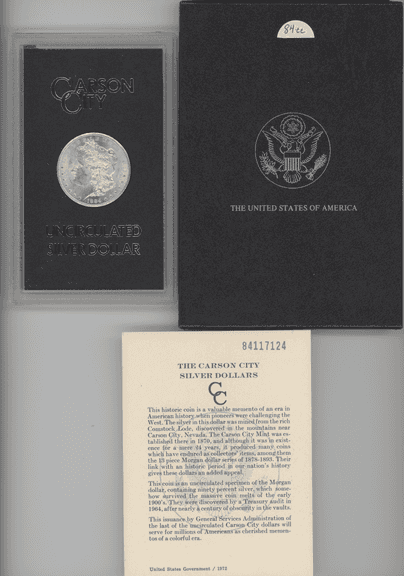 CARSON
CITY
1884
UNCIRCULATED
SILVER DOLLAR
84cc
THE UNITED STATES OF AMERICA
84117124
THE CARSON CITY
SILVER DOLLARS
CC
This historic coin is a valuable memento of an era in
American history when pioneers were challenging the
West. The silver in this dollar was mined from the rich
Comstock Lode, discovered in the mountains near
Carson City, Nevada. The Carson City Mint was es-
tablished there in 1870, and although it was in exist-
ence for a mere 24 years, it produced many coins
which have endured as collectors' items, among them
the 13 piece Morgan dollar series of 1878-1893. Their
link with an historic period in our nation's history
gives these dollars an added appeal.
This coin is an uncirculated specimen of the Morgan
dollar, containing ninety percent silver, which some-
how survived the massive coin melts of the early
1900's. They were discovered by a Treasury audit in
1964, after nearly a century of obscurity in the vaults.
This issuance by General Services Administration of
the last of the uncirculated Carson City dollars will
serve for millions of Americans as cherished memen-
tos of a colorful era.
United States Government / 1972